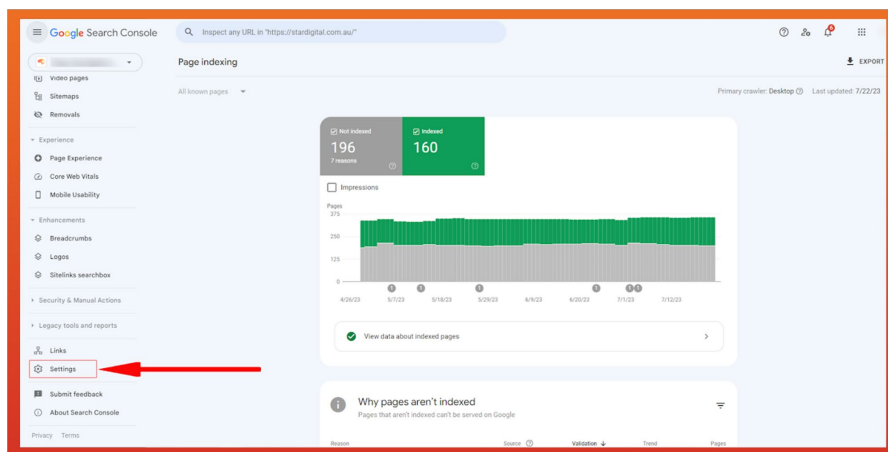 Google Search Console
Inspect any URL in "https://stardigital.com.au/"
Page indexing
EXPORT
Video pages
Sitemaps
Removals
Experience
Page Experience
Core Web Vitals
Mobile Usability
Enhancements
Breadcrumbs
Logos
Sitelinks searchbox
Security & Manual Actions
Legacy tools and reports
Links
Settings
Submit feedback
About Search Console
Privacy Terms
All known pages
Primary crawler: Desktop Last updated: 7/22/23
Not indexed
196
7 reasons
Indexed
160
Impressions
Pages
375
250
125
0
1 1 1 1 1 1
4/26/23 5/7/23 5/18/23 5/29/23 6/9/23 6/20/23 7/1/23 7/12/23
View data about indexed pages
Why pages aren't indexed
Pages that aren't indexed can't be served on Google
Reason Source Validation Trend Pages